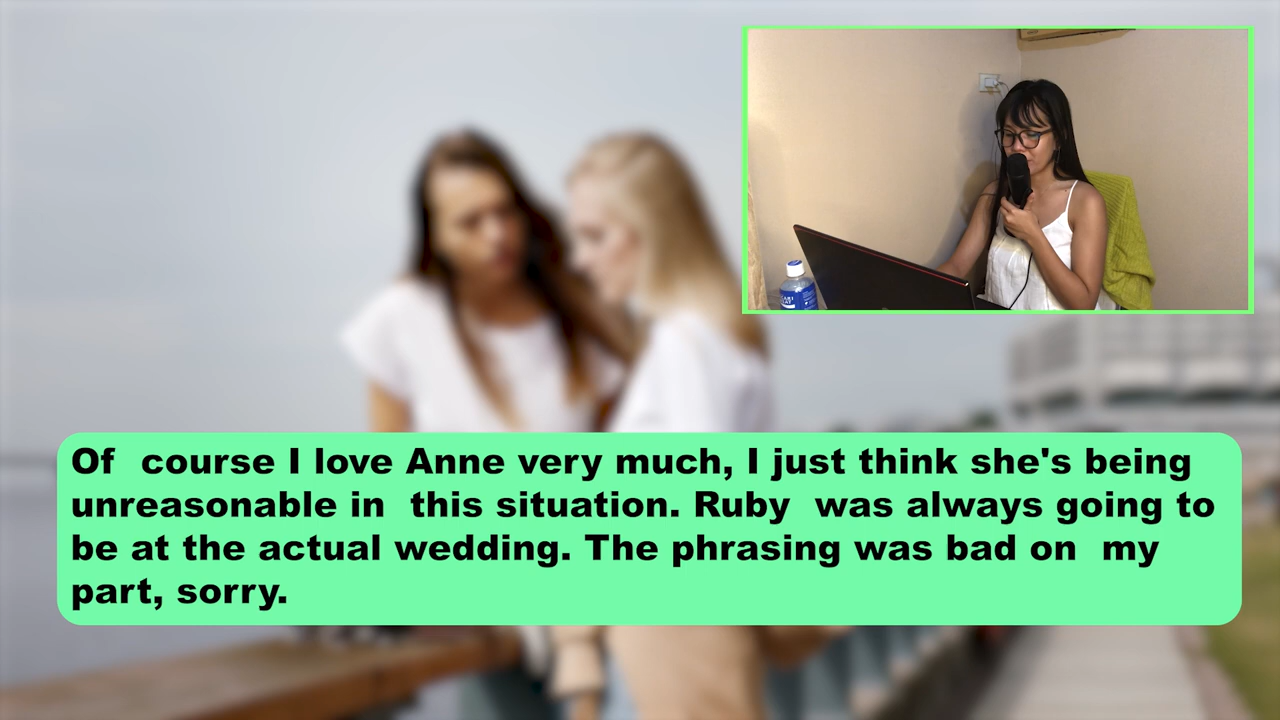 Of  course I love Anne very much, I just think she's being
unreasonable in  this situation. Ruby  was always going to
be at the actual wedding. The phrasing was bad on  my
part, sorry.